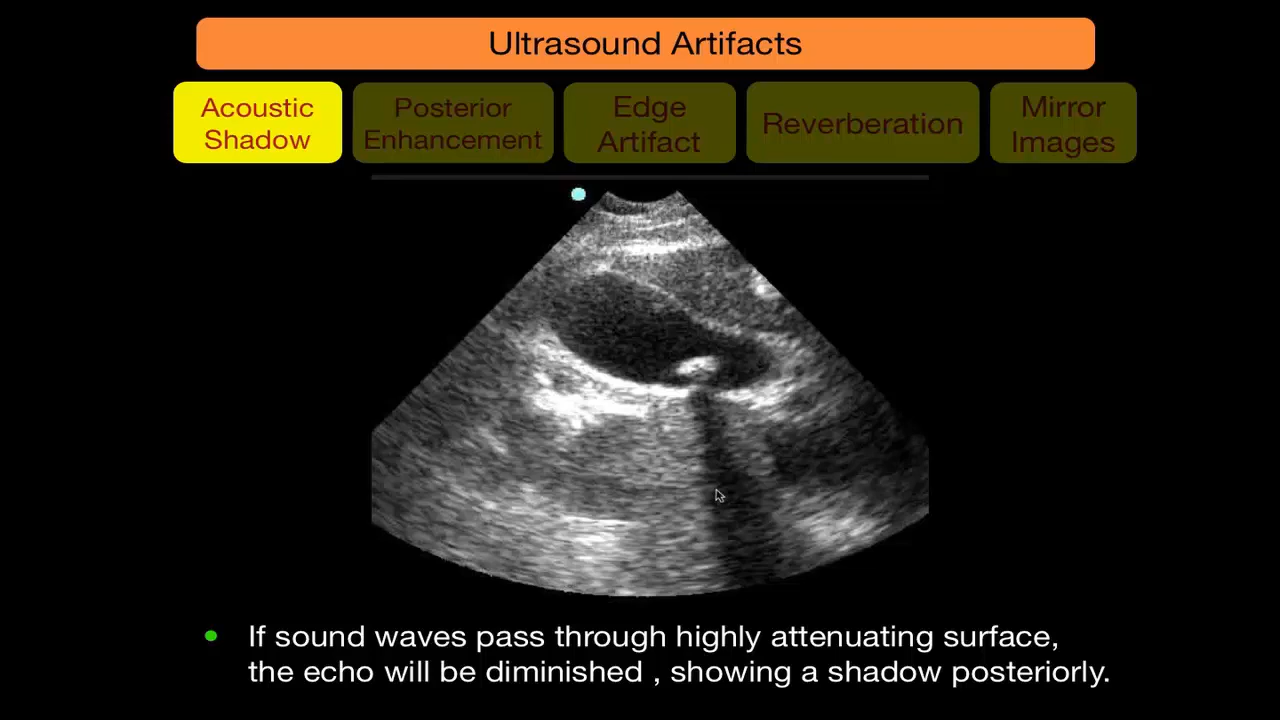 Ultrasound Artifacts
Acoustic
Shadow
Posterior
Enhancement
Edge
Artifact
Reverberation
Mirror
Images
If sound waves pass through highly attenuating surface,
the echo will be diminished , showing a shadow posteriorly.